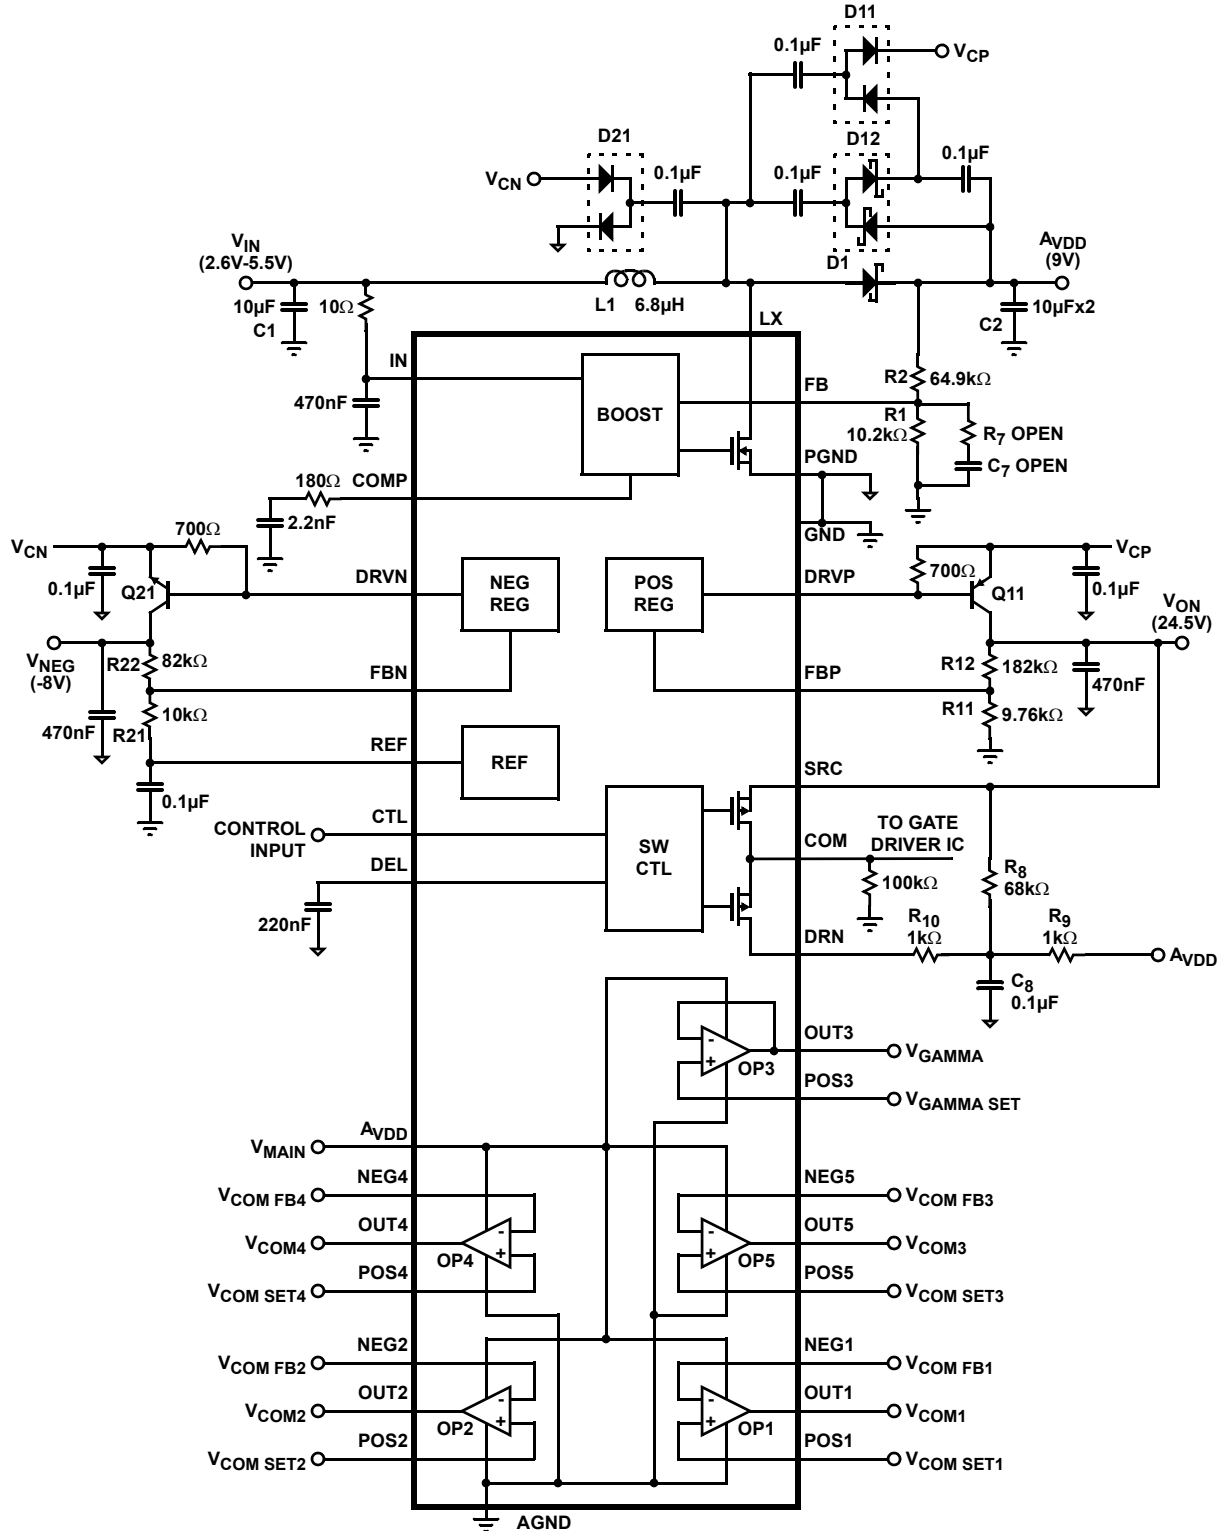 D11
0.1µF
VCP
D21
D12
0.1µF
0.1µF
0.1µF
VCN
VIN
(2.6V-5.5V)
D1
AVDD
(9V)
10µF
C1
10Ω
L1 6.8µH
LX
C2
10µFx2
IN
470nF
BOOST
FB
R2 64.9kΩ
R1
10.2kΩ
R7 OPEN
C7 OPEN
PGND
180Ω
COMP
2.2nF
GND
700Ω
VCN
0.1µF
Q21
DRVN
NEG
REG
POS
REG
DRVP
700Ω
Q11
VCP
0.1µF
VON
(24.5V)
VNEG
(-8V)
R22 82kΩ
FBN
FBP
R12 182kΩ
470nF
470nF
R21
10kΩ
R11
9.76kΩ
REF
REF
0.1µF
SRC
CTL
CONTROL
INPUT
SW
CTL
COM
TO GATE
DRIVER IC
DEL
220nF
100kΩ
R8
68kΩ
DRN
R10
1kΩ
R9
1kΩ
AVDD
C8
0.1µF
-
+
OP3
OUT3
VGAMMA
POS3
VGAMMA SET
VMAIN
AVDD
NEG4
VCOM FB4
NEG5
VCOM FB3
OUT4
VCOM4
OP4
-
+
-
+
OP5
OUT5
VCOM3
POS4
VCOM SET4
POS5
VCOM SET3
NEG2
VCOM FB2
NEG1
VCOM FB1
OUT2
VCOM2
OP2
-
+
-
+
OP1
OUT1
VCOM1
POS2
VCOM SET2
POS1
VCOM SET1
AGND